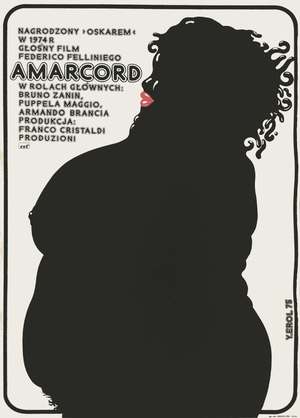 NAGRODZONY >OSKAREM<
W 1974 R
GŁOŚNY FILM
FEDERICO FELLINIEGO
AMARCORD
W ROLACH GŁÓWNYCH:
BRUNO ZANIN,
PUPPELA MAGGIO,
ARMANDO BRANCIA
PRODUKCJA:
FRANCO CRISTALDI
PRODUZIONI
Y.EROL 75